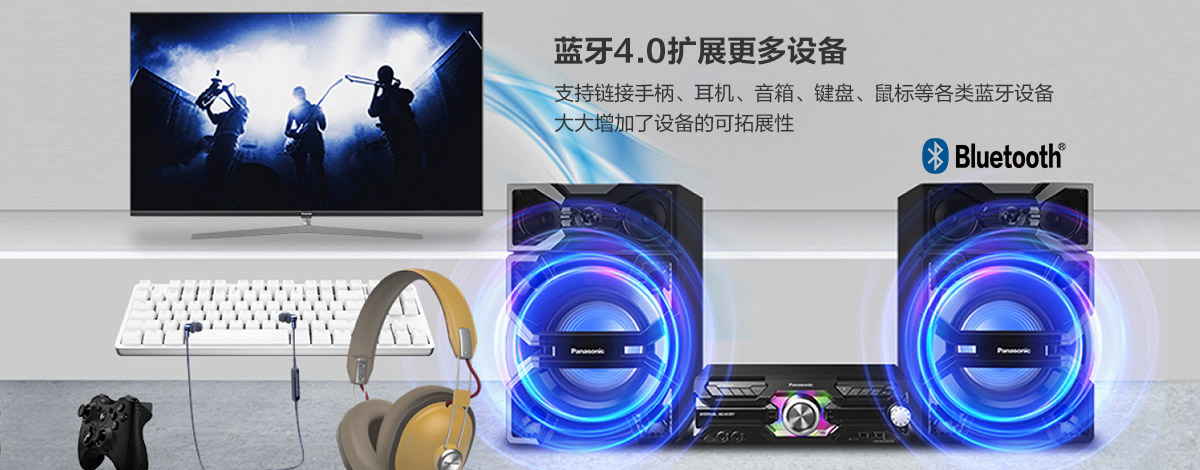 蓝牙4.0扩展更多设备
支持链接手柄、耳机、音箱、键盘、鼠标等各类蓝牙设备
大大增加了设备的可拓展性
Bluetooth®
Panasonic
Panasonic
Panasonic